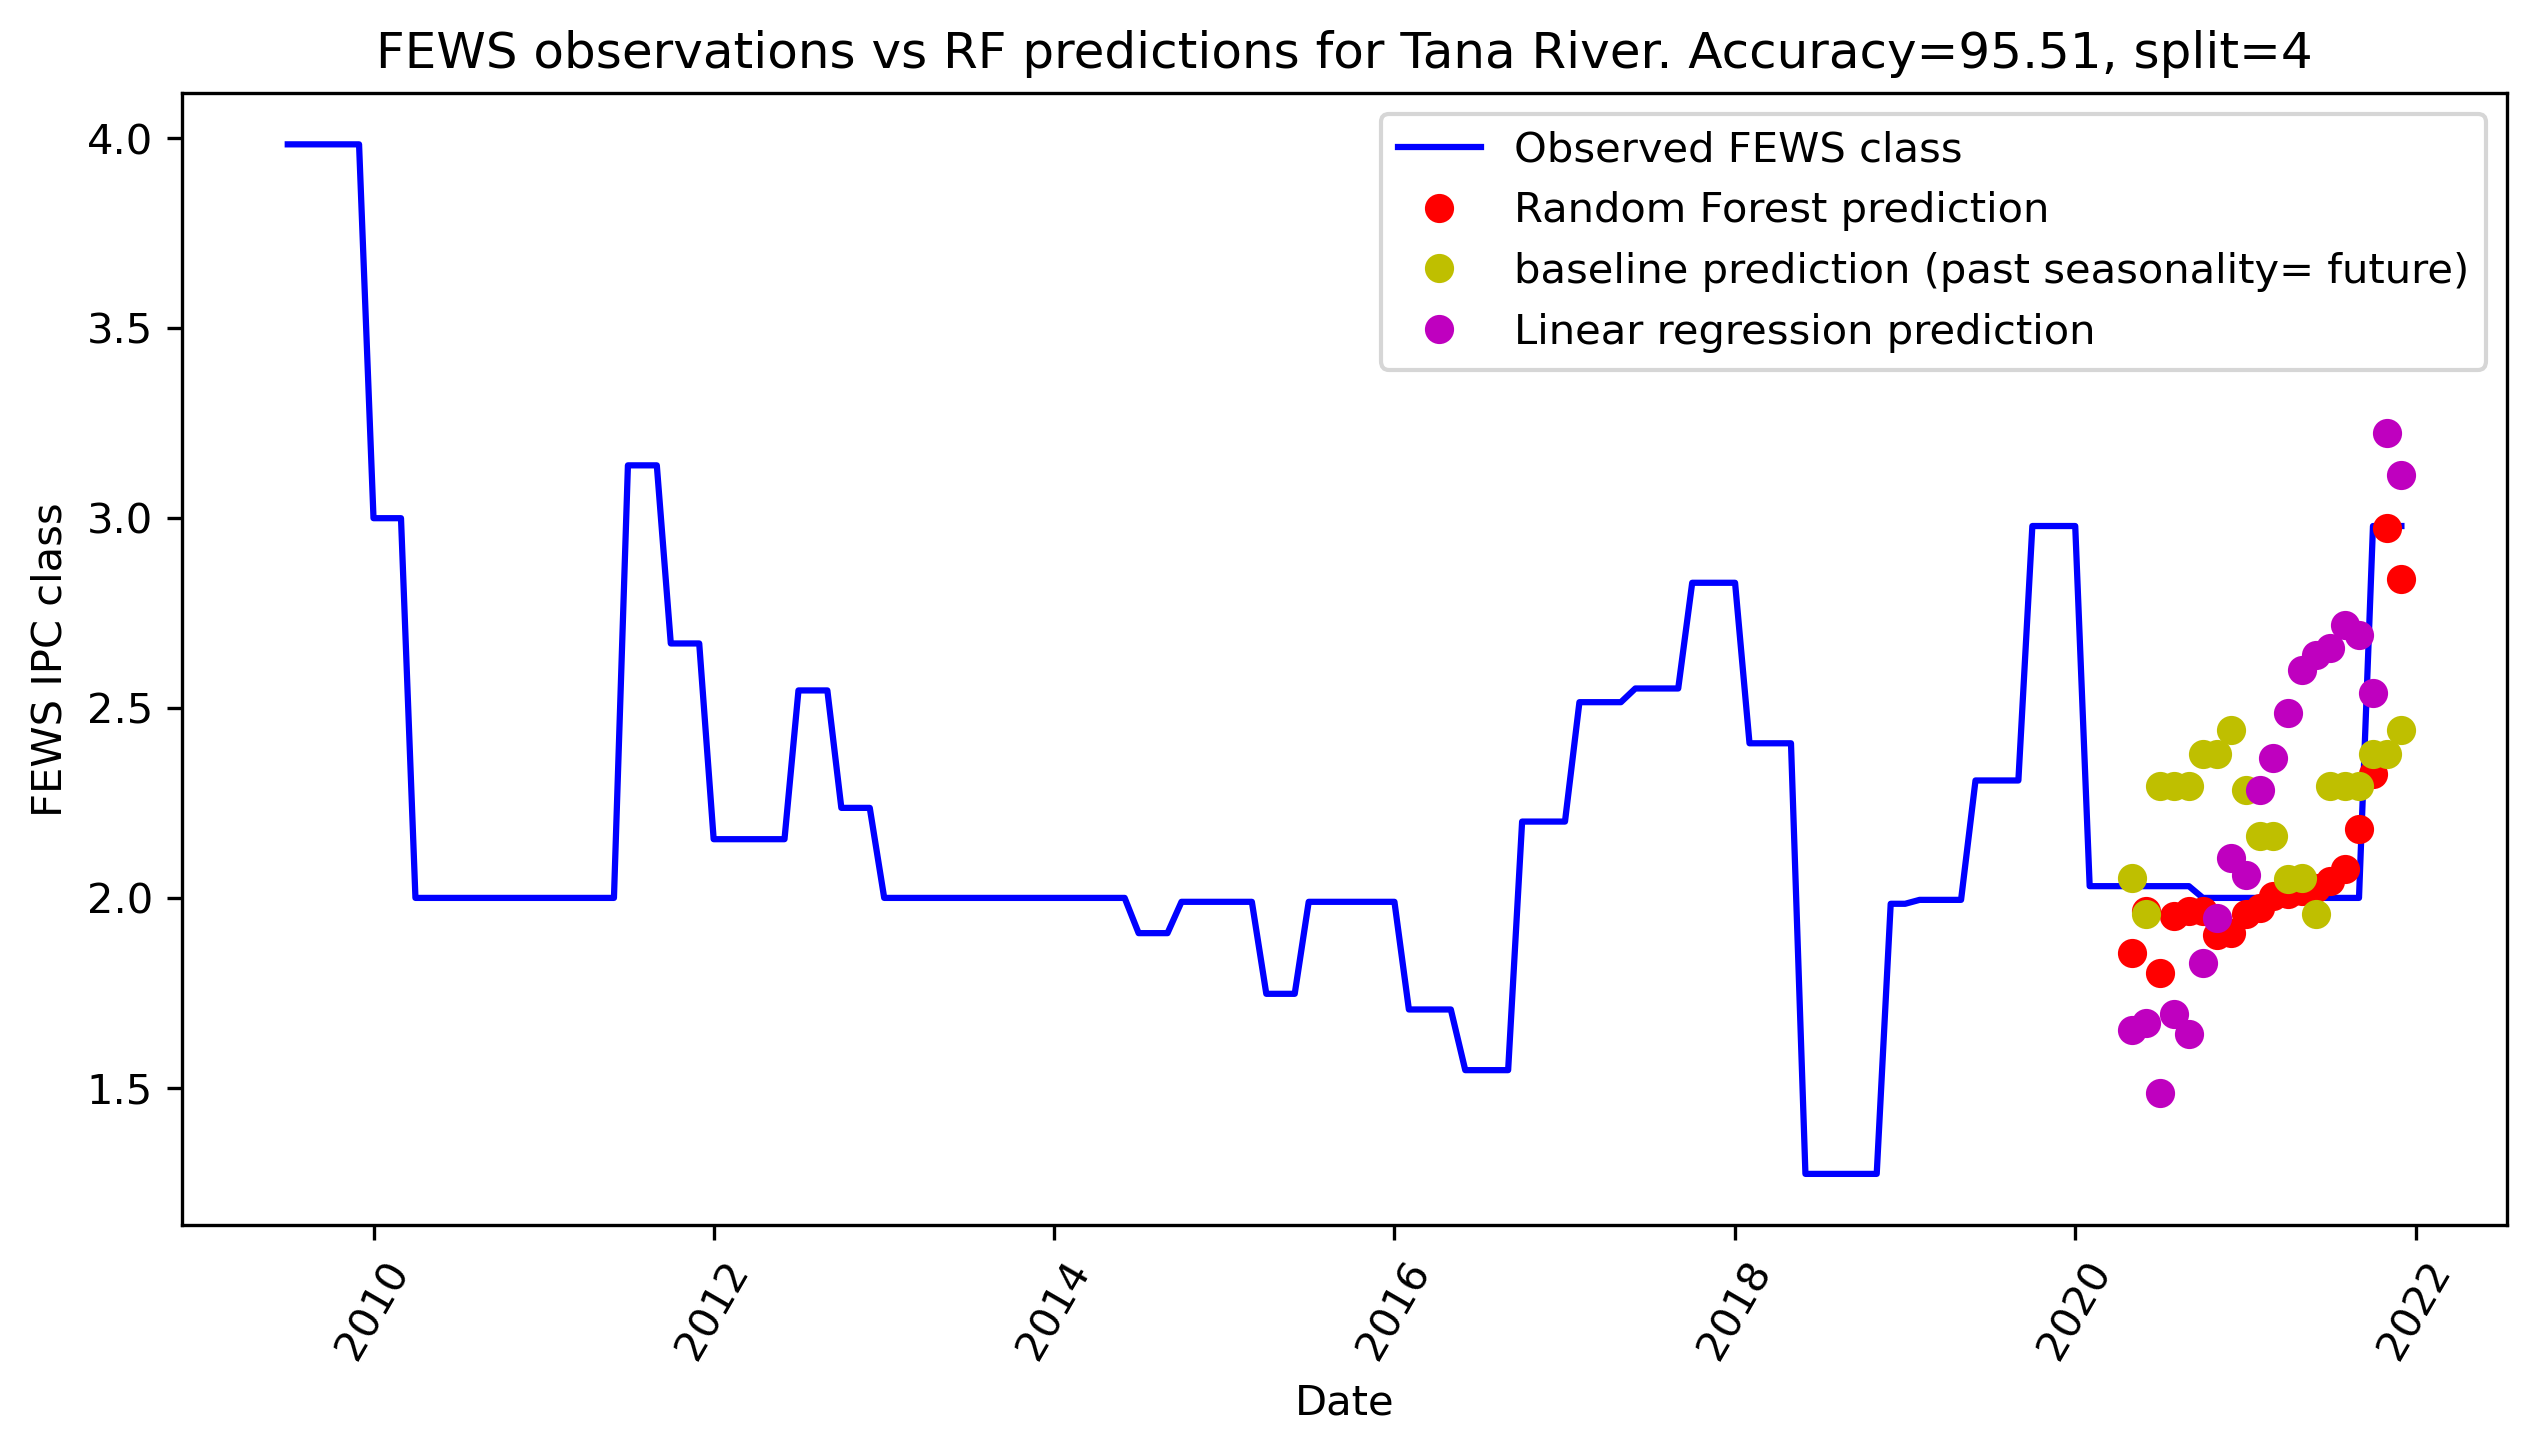 FEWS observations vs RF predictions for Tana River. Accuracy=95.51, split=4
Observed FEWS class
Random Forest prediction
baseline prediction (past seasonality= future)
Linear regression prediction
FEWS IPC class
4.0
3.5
3.0
2.5
2.0
1.5
2010
2012
2014
2016
2018
2020
2022
Date